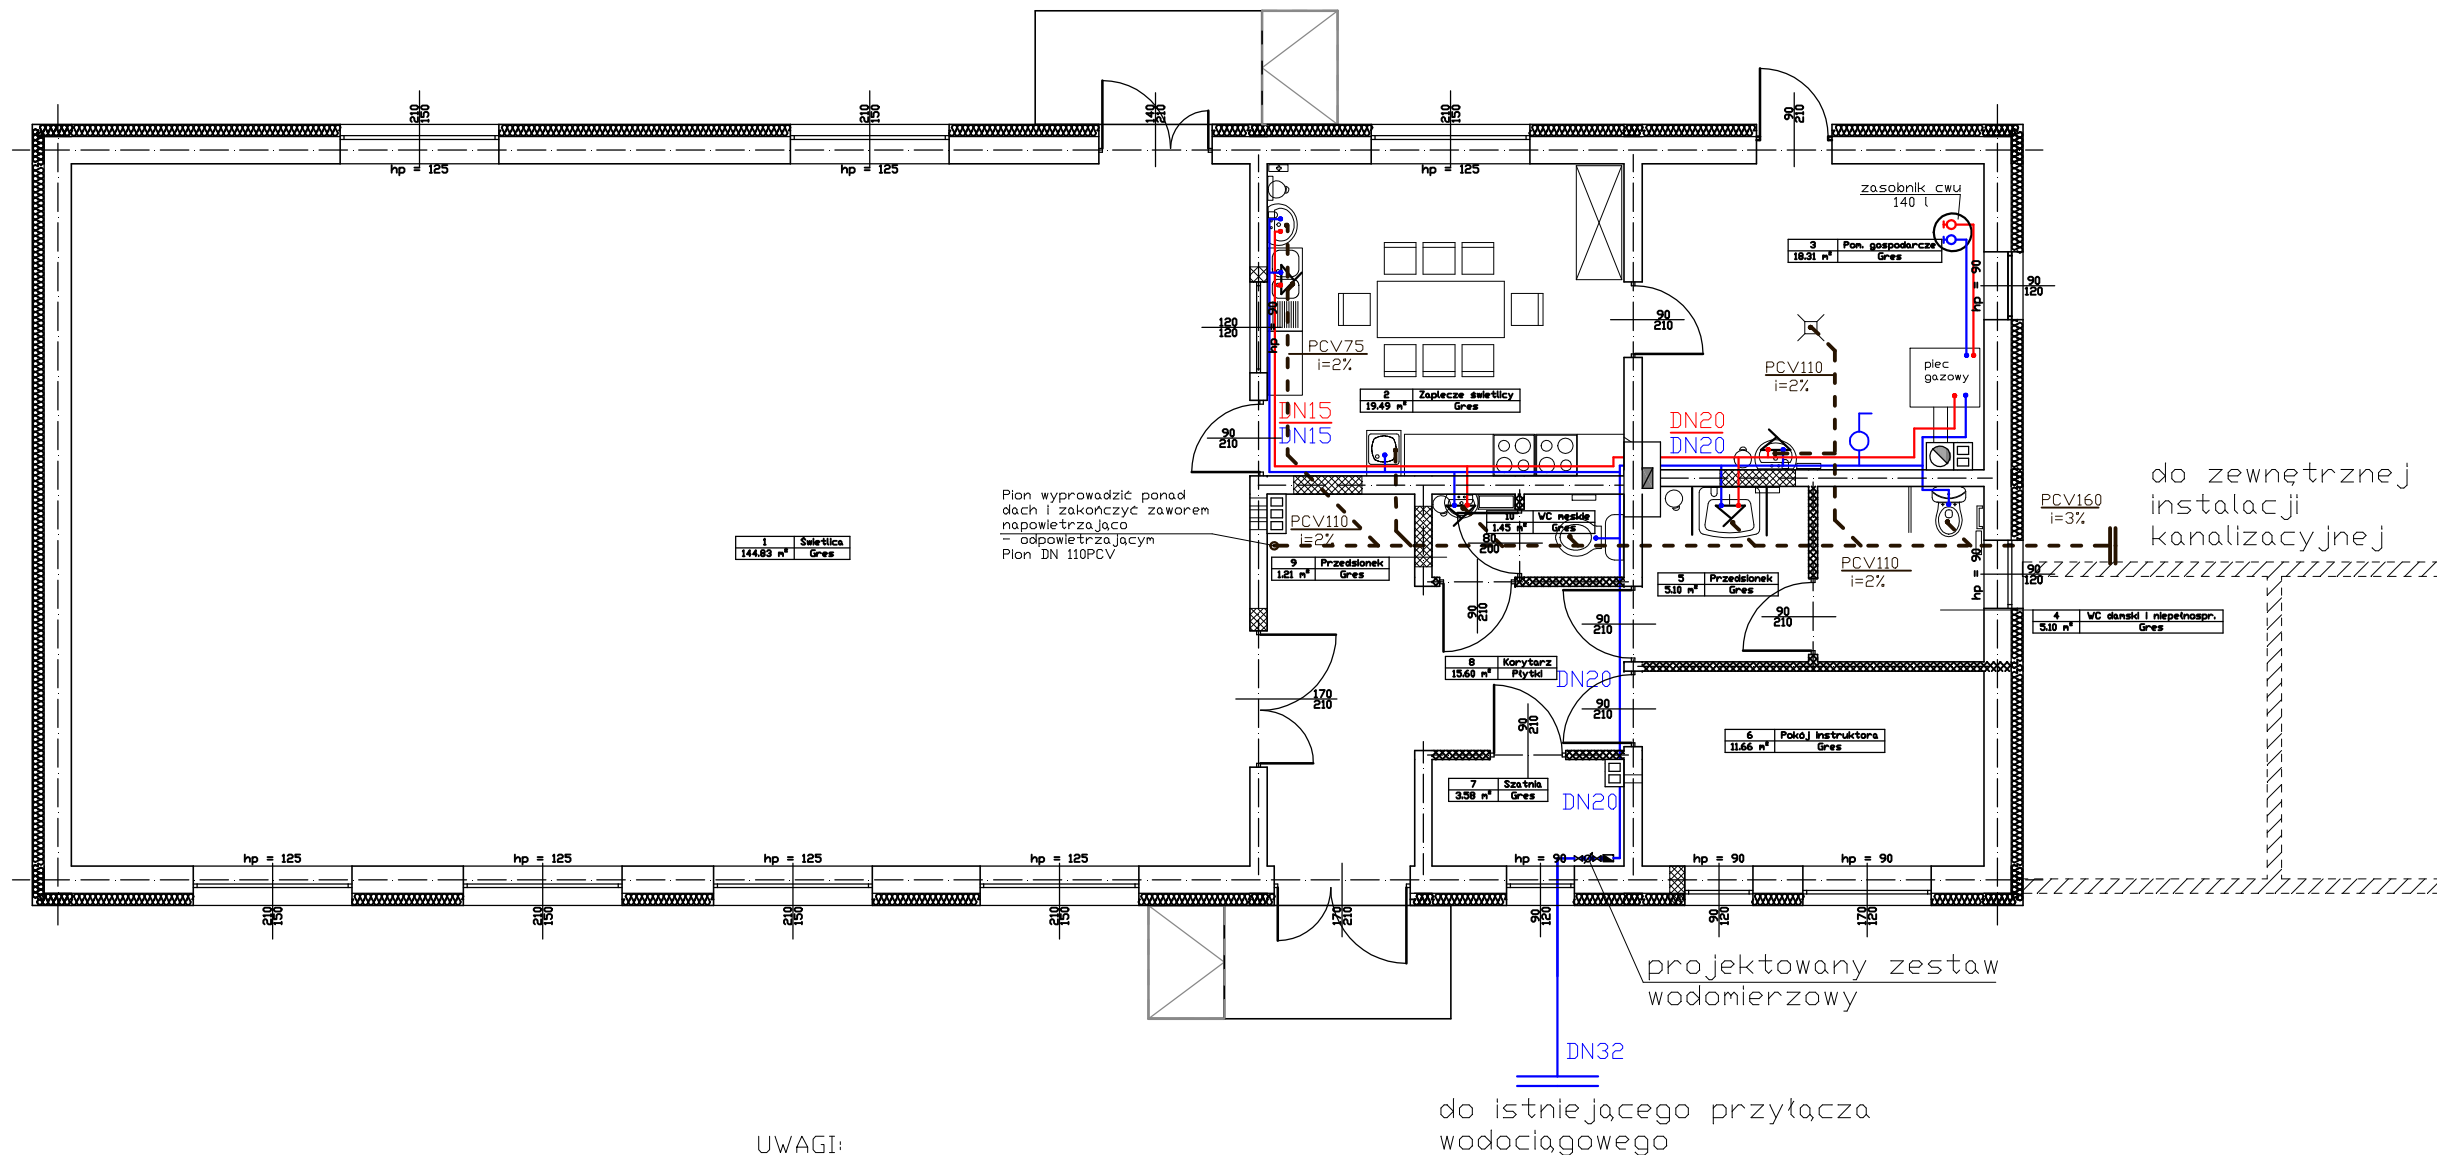 210
150
210
150
140
210
210
150
90
210
hp = 125
hp = 125
hp = 125
zasobnik cwu
140 l
3 Pom. gospodarcze
18.31 m² Gres
hp = 90
90
120
120
120
hp = 90
90
210
PCV75
i=2%
PCV110
i=2%
piec
gazowy
2 Zaplecze świetlicy
19.49 m² Gres
DN15
DN15
DN20
DN20
90
210
do zewnętrznej
instalacji
kanalizacyjnej
PCV160
i=3%
Pion wyprowadzić ponad
dach i zakończyć zaworem
napowietrzająco
- odpowietrzającym
Pion DN 110PCV
PCV110
i=2%
10 WC męskie
1.45 m² Gres
80
200
1 Świetlica
144.83 m² Gres
9 Przedsionek
1.21 m² Gres
5 Przedsionek
5.10 m² Gres
PCV110
i=2%
hp = 90
90
120
90
210
90
210
90
210
4 WC damski i niepełnospr.
5.10 m² Gres
8 Korytarz
15.60 m² Płytki
DN20
170
210
90
210
90
210
6 Pokój instruktora
11.66 m² Gres
7 Szatnia
3.58 m² Gres
DN20
hp = 125
hp = 125
hp = 125
hp = 125
hp = 90
hp = 90
hp = 90
210
150
210
150
210
150
210
150
170
210
90
120
90
120
170
120
projektowany zestaw
wodomierzowy
DN32
do istniejącego przyłącza
wodociągowego
UWAGI: